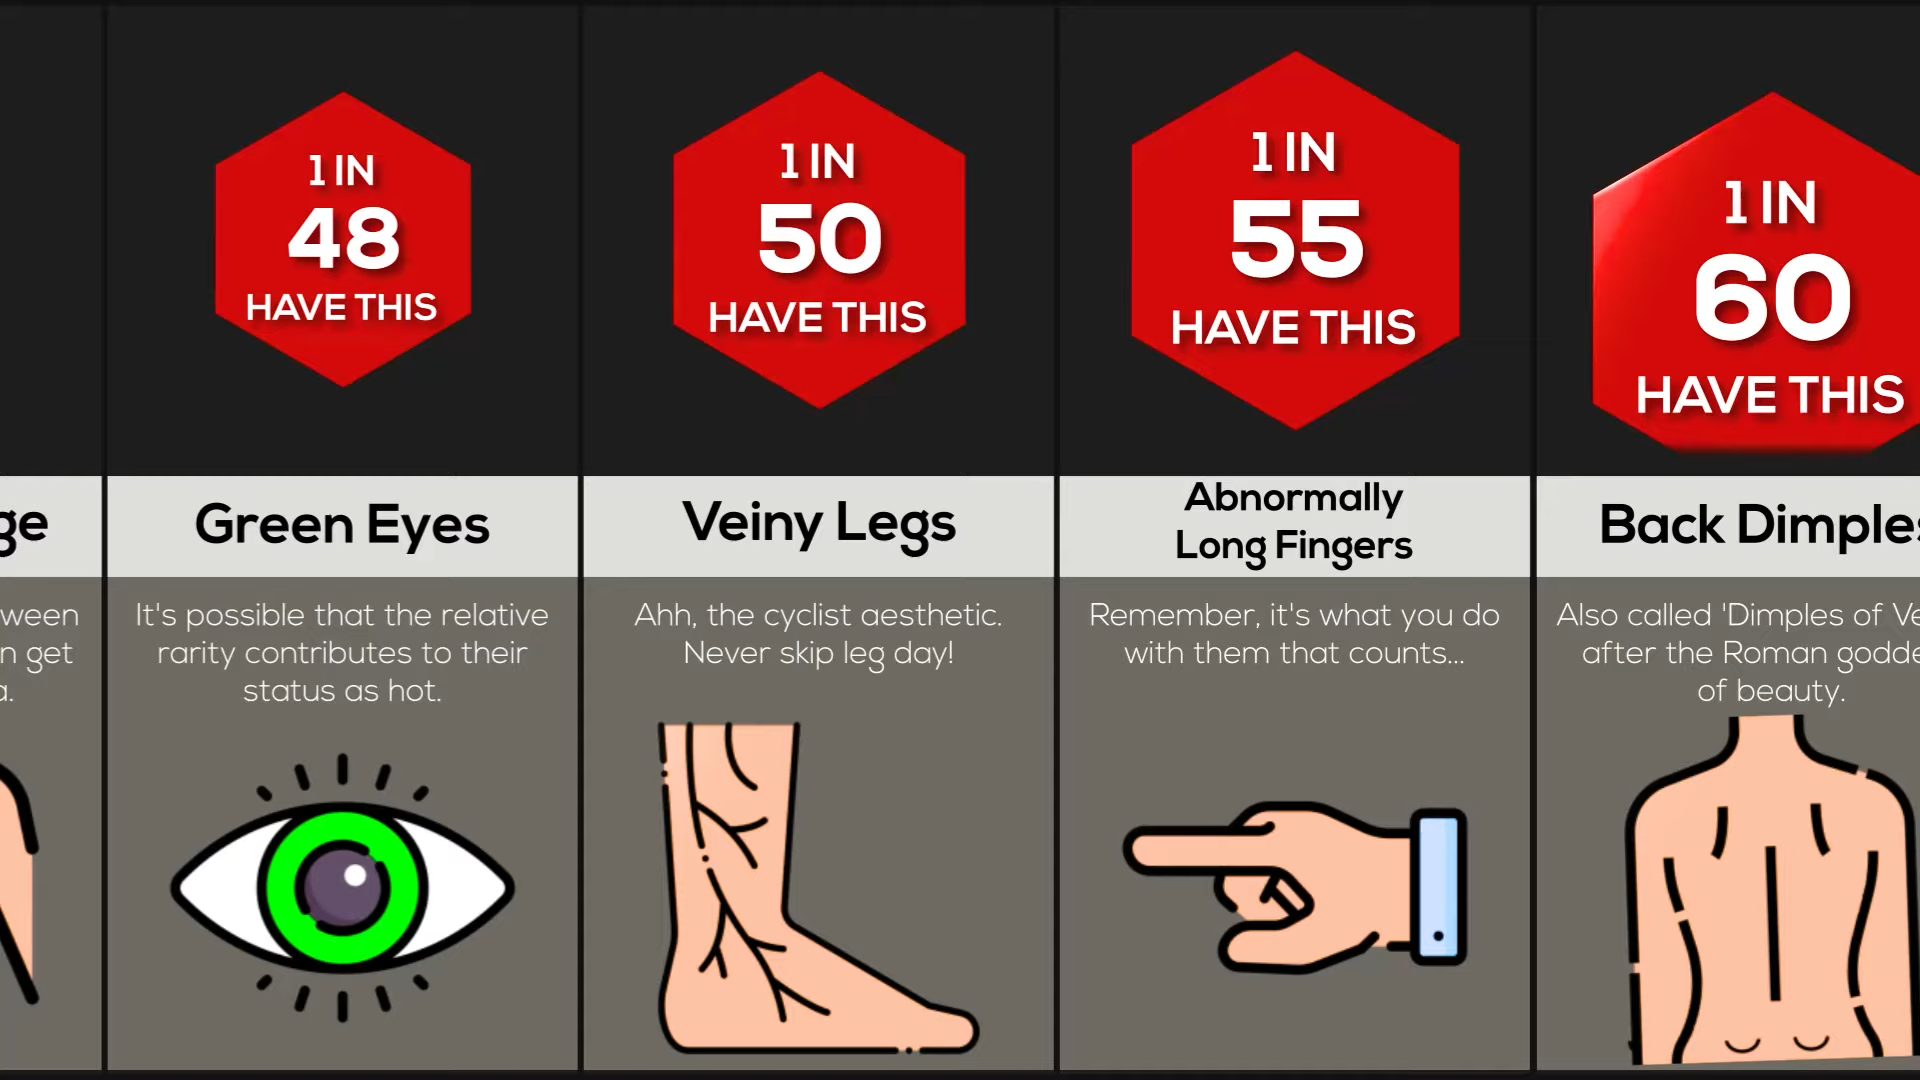 ge
ween
n get
a.
1 IN
48
HAVE THIS
Green Eyes
It's possible that the relative
rarity contributes to their
status as hot.
1 IN
50
HAVE THIS
Veiny Legs
Ahh, the cyclist aesthetic.
Never skip leg day!
1 IN
55
HAVE THIS
Abnormally
Long Fingers
Remember, it's what you do
with them that counts...
1 IN
60
HAVE THIS
Back Dimples
Also called 'Dimples of Ve
after the Roman godde
of beauty.